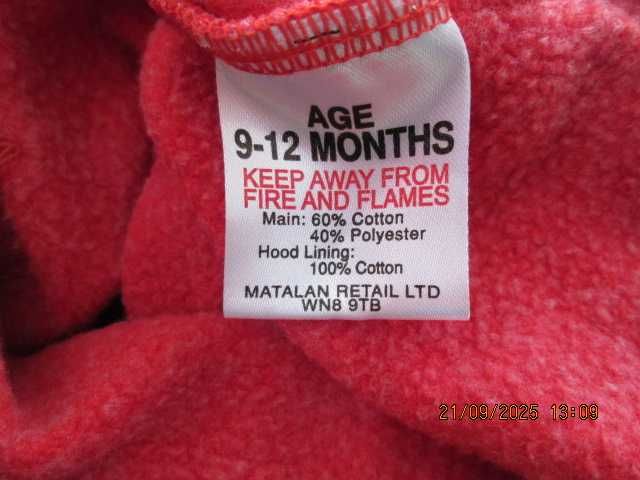 AGE
9-12 MONTHS
KEEP AWAY FROM
FIRE AND FLAMES
Main: 60% Cotton
40% Polyester
Hood Lining:
100% Cotton
MATALAN RETAIL LTD
WN8 9TB
21/09/2025 13:09